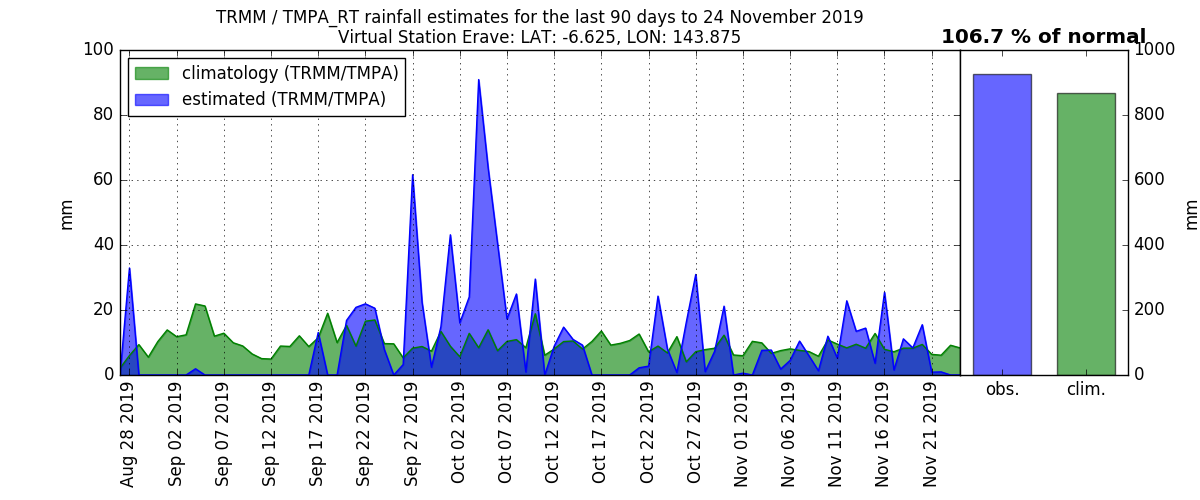 TRMM / TMPA_RT rainfall estimates for the last 90 days to 24 November 2019
Virtual Station Erave: LAT: -6.625, LON: 143.875
106.7 % of normal
climatology (TRMM/TMPA)
estimated (TRMM/TMPA)
100
80
60
40
20
0
mm
Aug 28 2019
Sep 02 2019
Sep 07 2019
Sep 12 2019
Sep 17 2019
Sep 22 2019
Sep 27 2019
Oct 02 2019
Oct 07 2019
Oct 12 2019
Oct 17 2019
Oct 22 2019
Oct 27 2019
Nov 01 2019
Nov 06 2019
Nov 11 2019
Nov 16 2019
Nov 21 2019
obs.
clim.
1000
800
600
400
200
0
mm